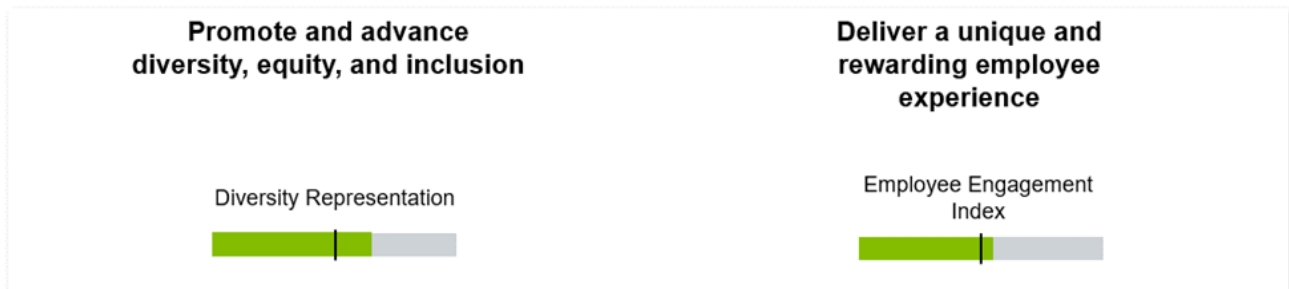 Promote and advance
diversity, equity, and inclusion
Diversity Representation
Deliver a unique and
rewarding employee
experience
Employee Engagement
Index